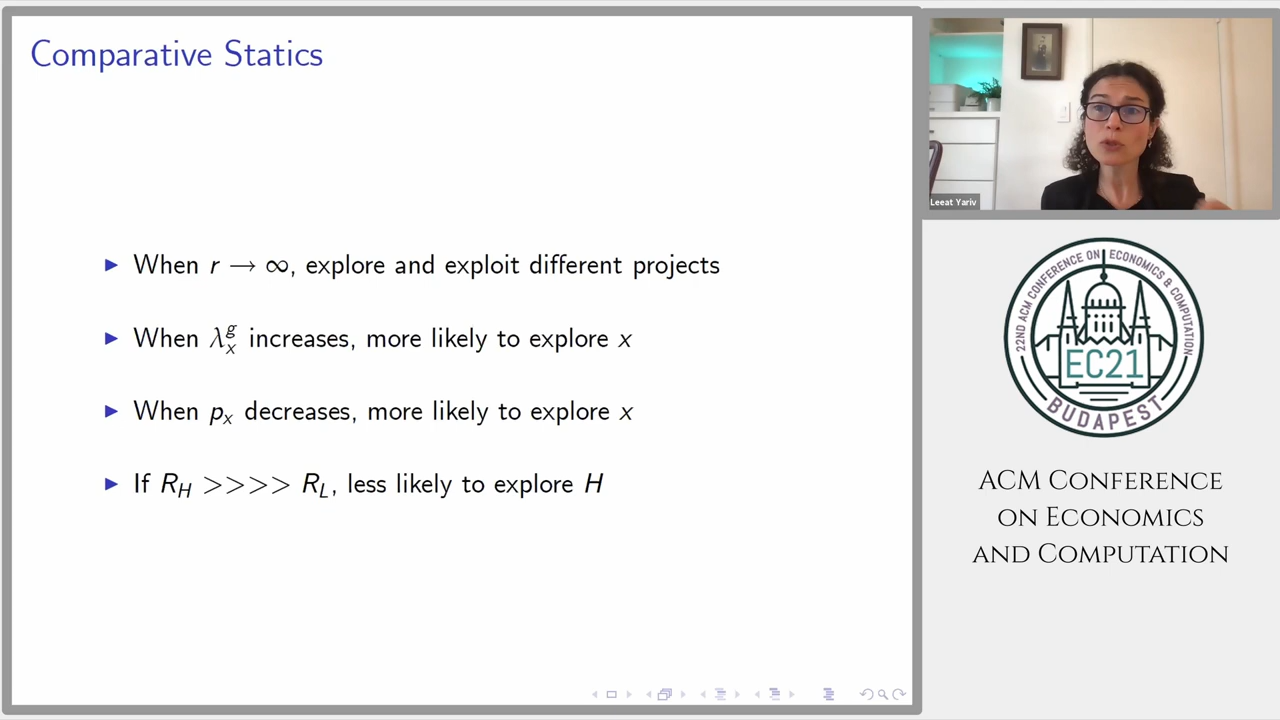 Comparative Statics
When r → ∞, explore and exploit different projects
When λ_x^g increases, more likely to explore x
When p_x decreases, more likely to explore x
If R_H >>>> R_L, less likely to explore H
Leeat Yariv
22ND ACM CONFERENCE ON ECONOMICS & COMPUTATION
EC21
BUDAPEST
ACM Conference
on Economics
and Computation